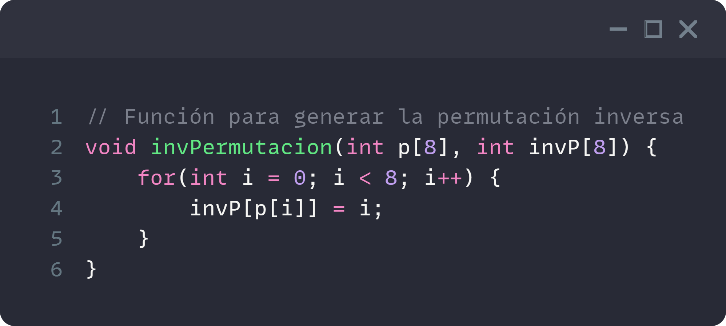 1 // Función para generar la permutación inversa
2 void invPermutacion(int p[8], int invP[8]) {
3     for(int i = 0; i < 8; i++) {
4         invP[p[i]] = i;
5     }
6 }